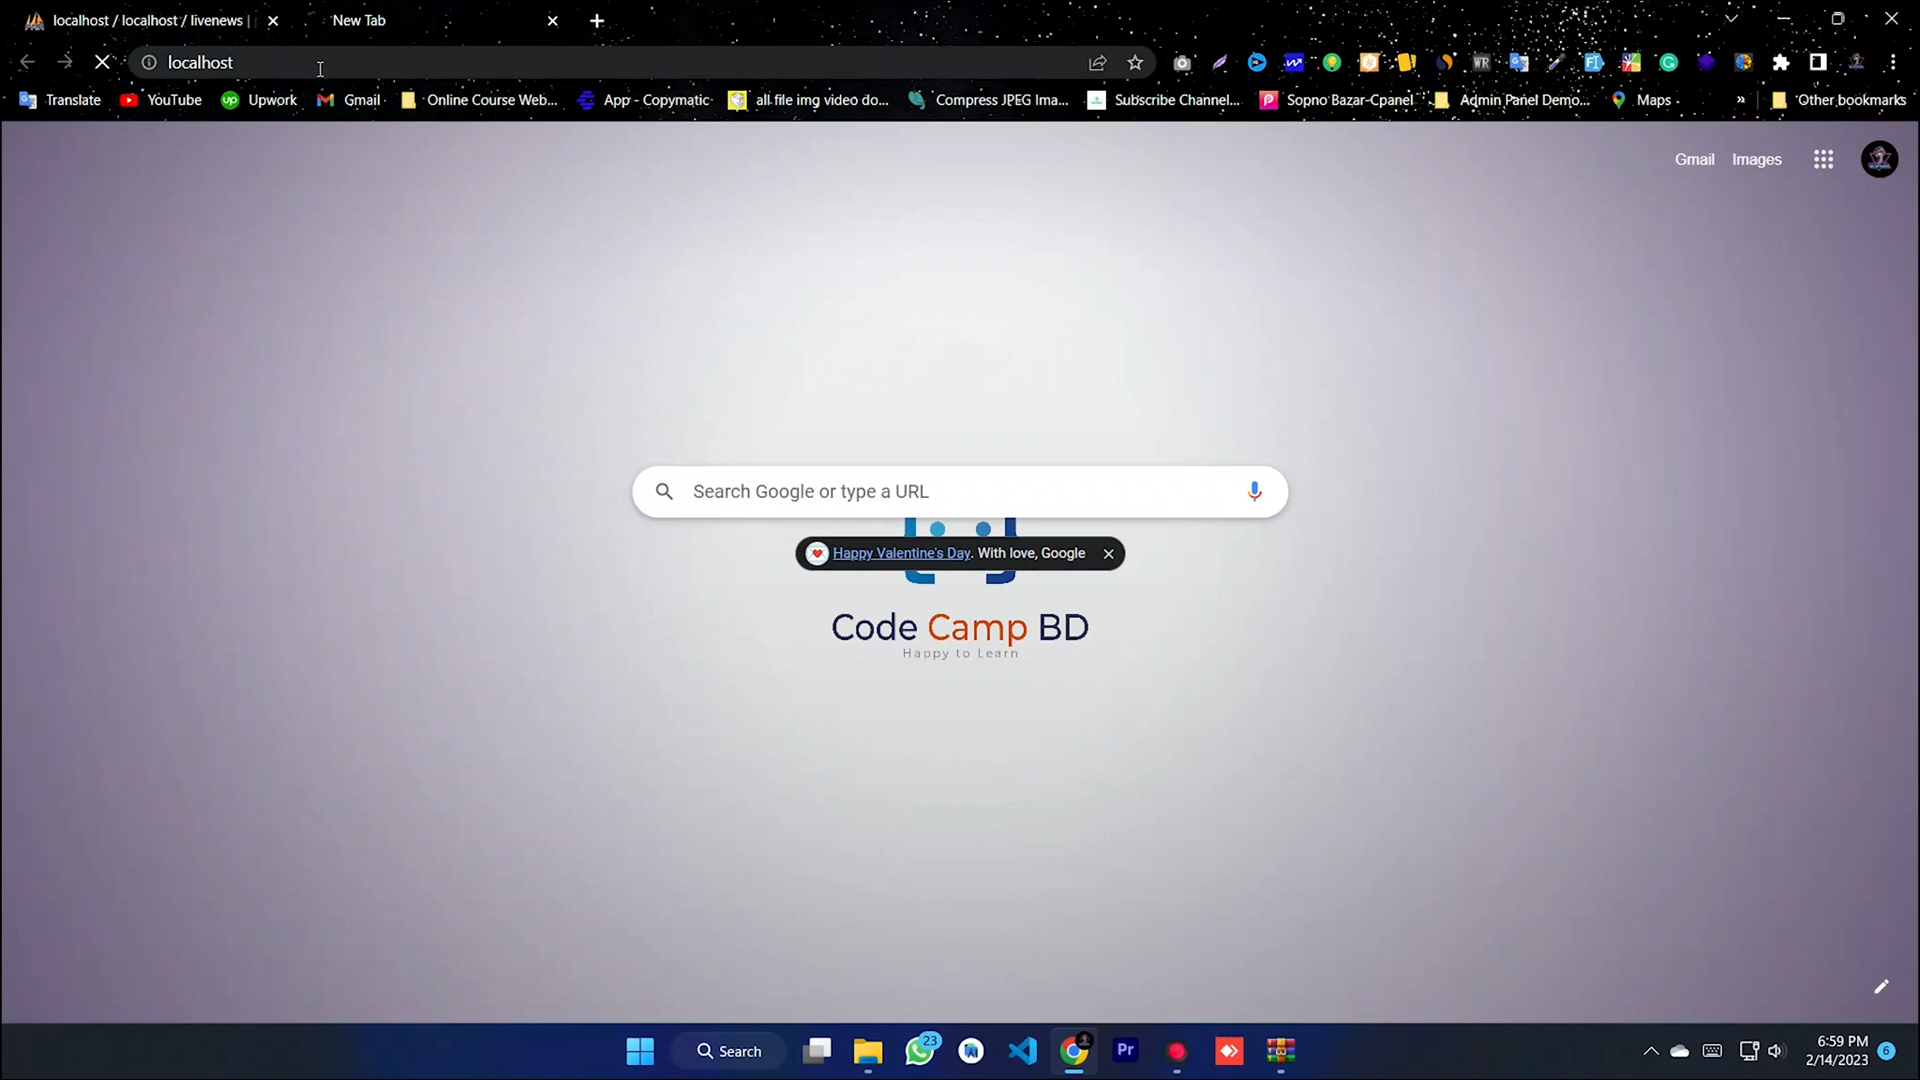 localhost / localhost / livenews |
New Tab
localhost
Translate
YouTube
Upwork
Gmail
Online Course Web...
App - Copymatic
all file img video do...
Compress JPEG Ima...
Subscribe Channel...
Sopno Bazar-Cpanel
Admin Panel Demo...
Maps
»
Other bookmarks
Gmail
Images
Search Google or type a URL
Happy Valentine's Day. With love, Google
Code Camp BD
Happy to Learn
Search
23
Pr
6:59 PM
2/14/2023
6